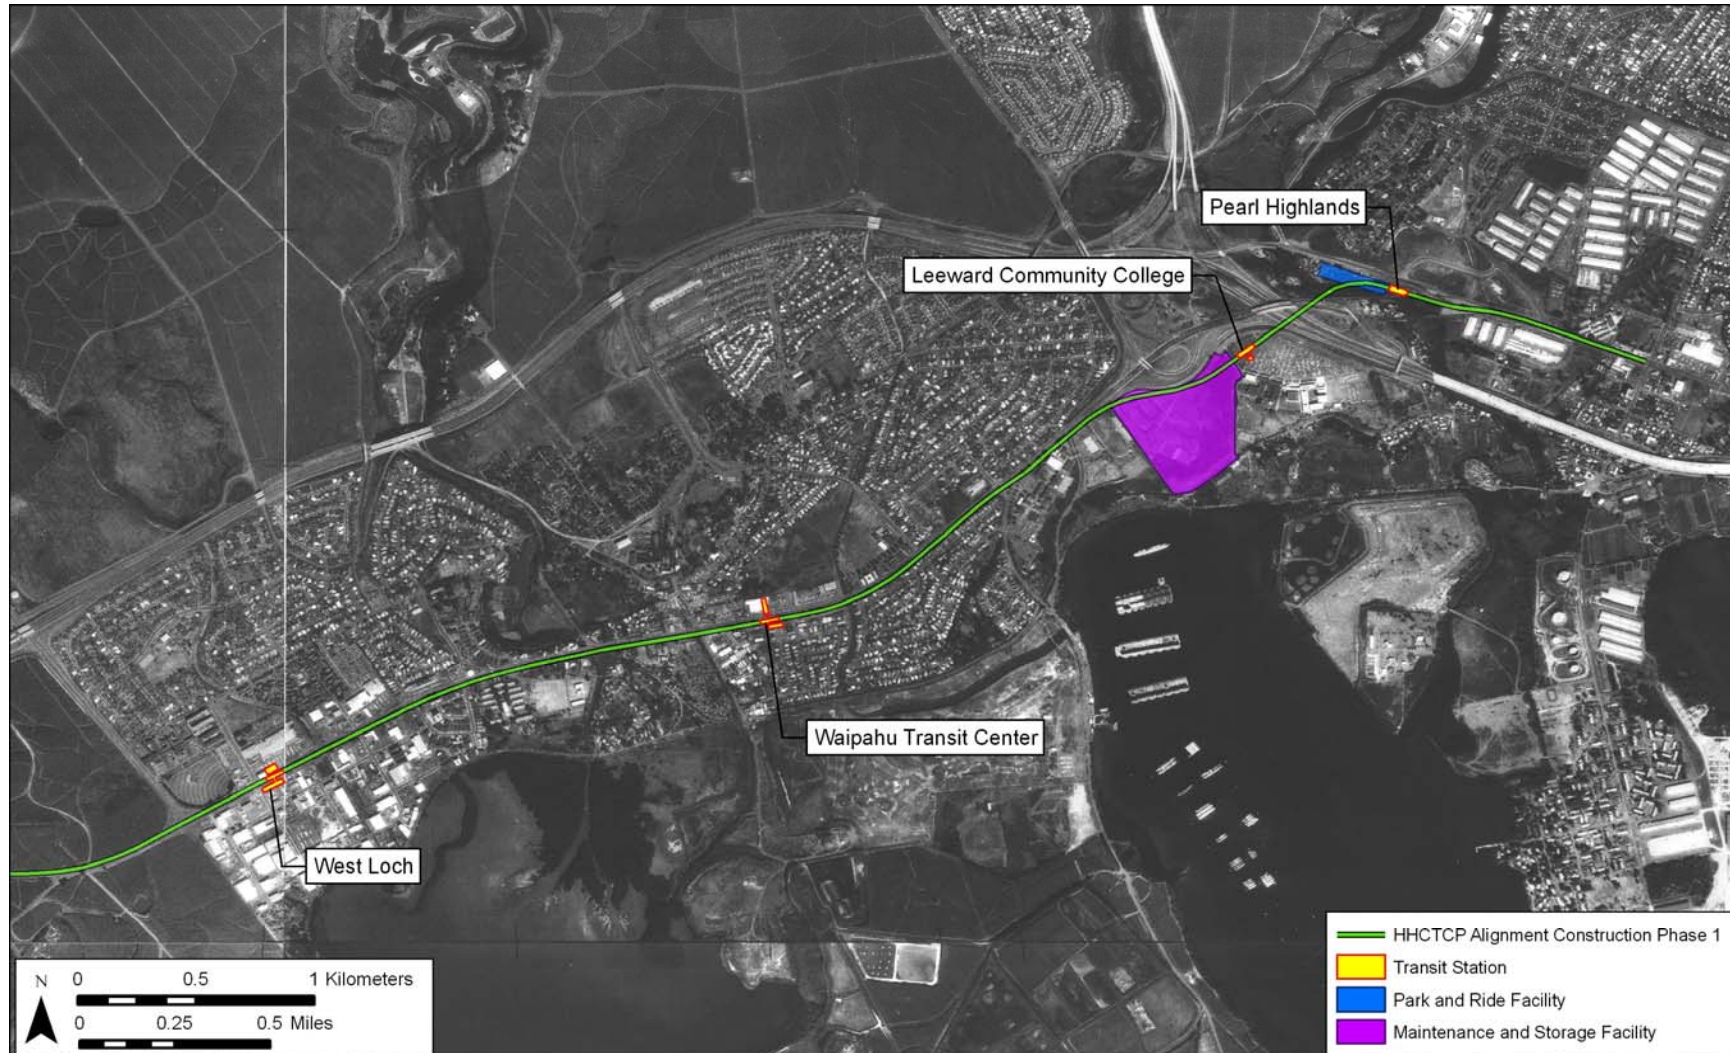 Pearl Highlands
Leeward Community College
Waipahu Transit Center
West Loch
N
0 0.5 1 Kilometers
0 0.25 0.5 Miles
HHCTCP Alignment Construction Phase 1
Transit Station
Park and Ride Facility
Maintenance and Storage Facility